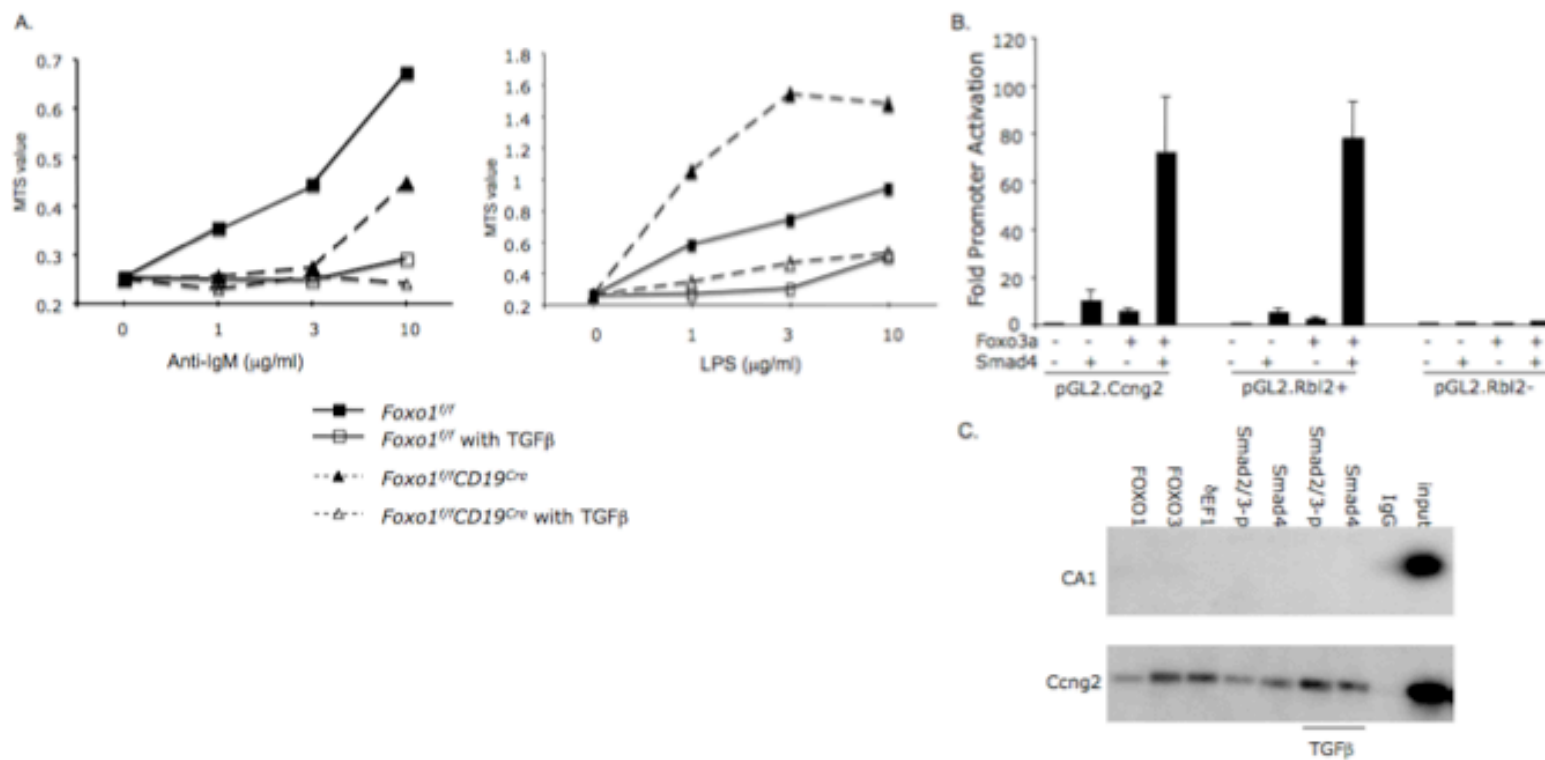 A.
0.7
0.6
0.5
0.4
0.3
0.2
MTS value
0 1 3 10
Anti-IgM (µg/ml)
1.8
1.6
1.4
1.2
1
0.8
0.6
0.4
0.2
MTS value
0 1 3 10
LPS (µg/ml)
Foxo1f/f
Foxo1f/f with TGFβ
Foxo1f/fCD19Cre
Foxo1f/fCD19Cre with TGFβ
B.
120
100
80
60
40
20
0
Fold Promoter Activation
Foxo3a - - + + - - + + - - + +
Smad4 - + - + - + - + - + - +
pGL2.Ccng2 pGL2.Rbl2+ pGL2.Rbl2-
C.
FOXO1
FOXO3
δEF1
Smad2/3-p
Smad4
Smad2/3-p
Smad4
IgG
input
CA1
Ccng2
TGFβ